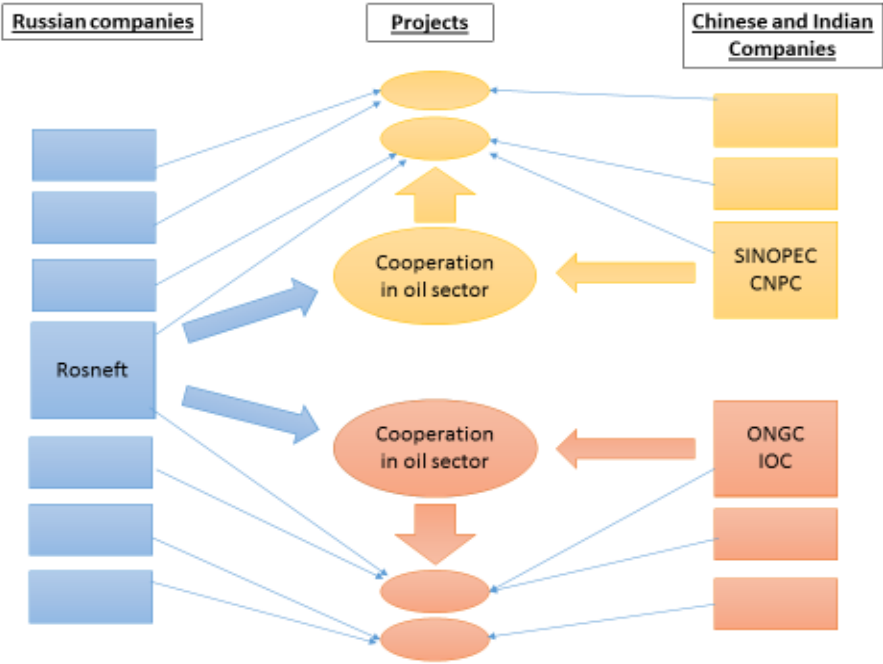 Russian companies
Projects
Chinese and Indian
Companies
Cooperation
in oil sector
SINOPEC
CNPC
Rosneft
Cooperation
in oil sector
ONGC
IOC